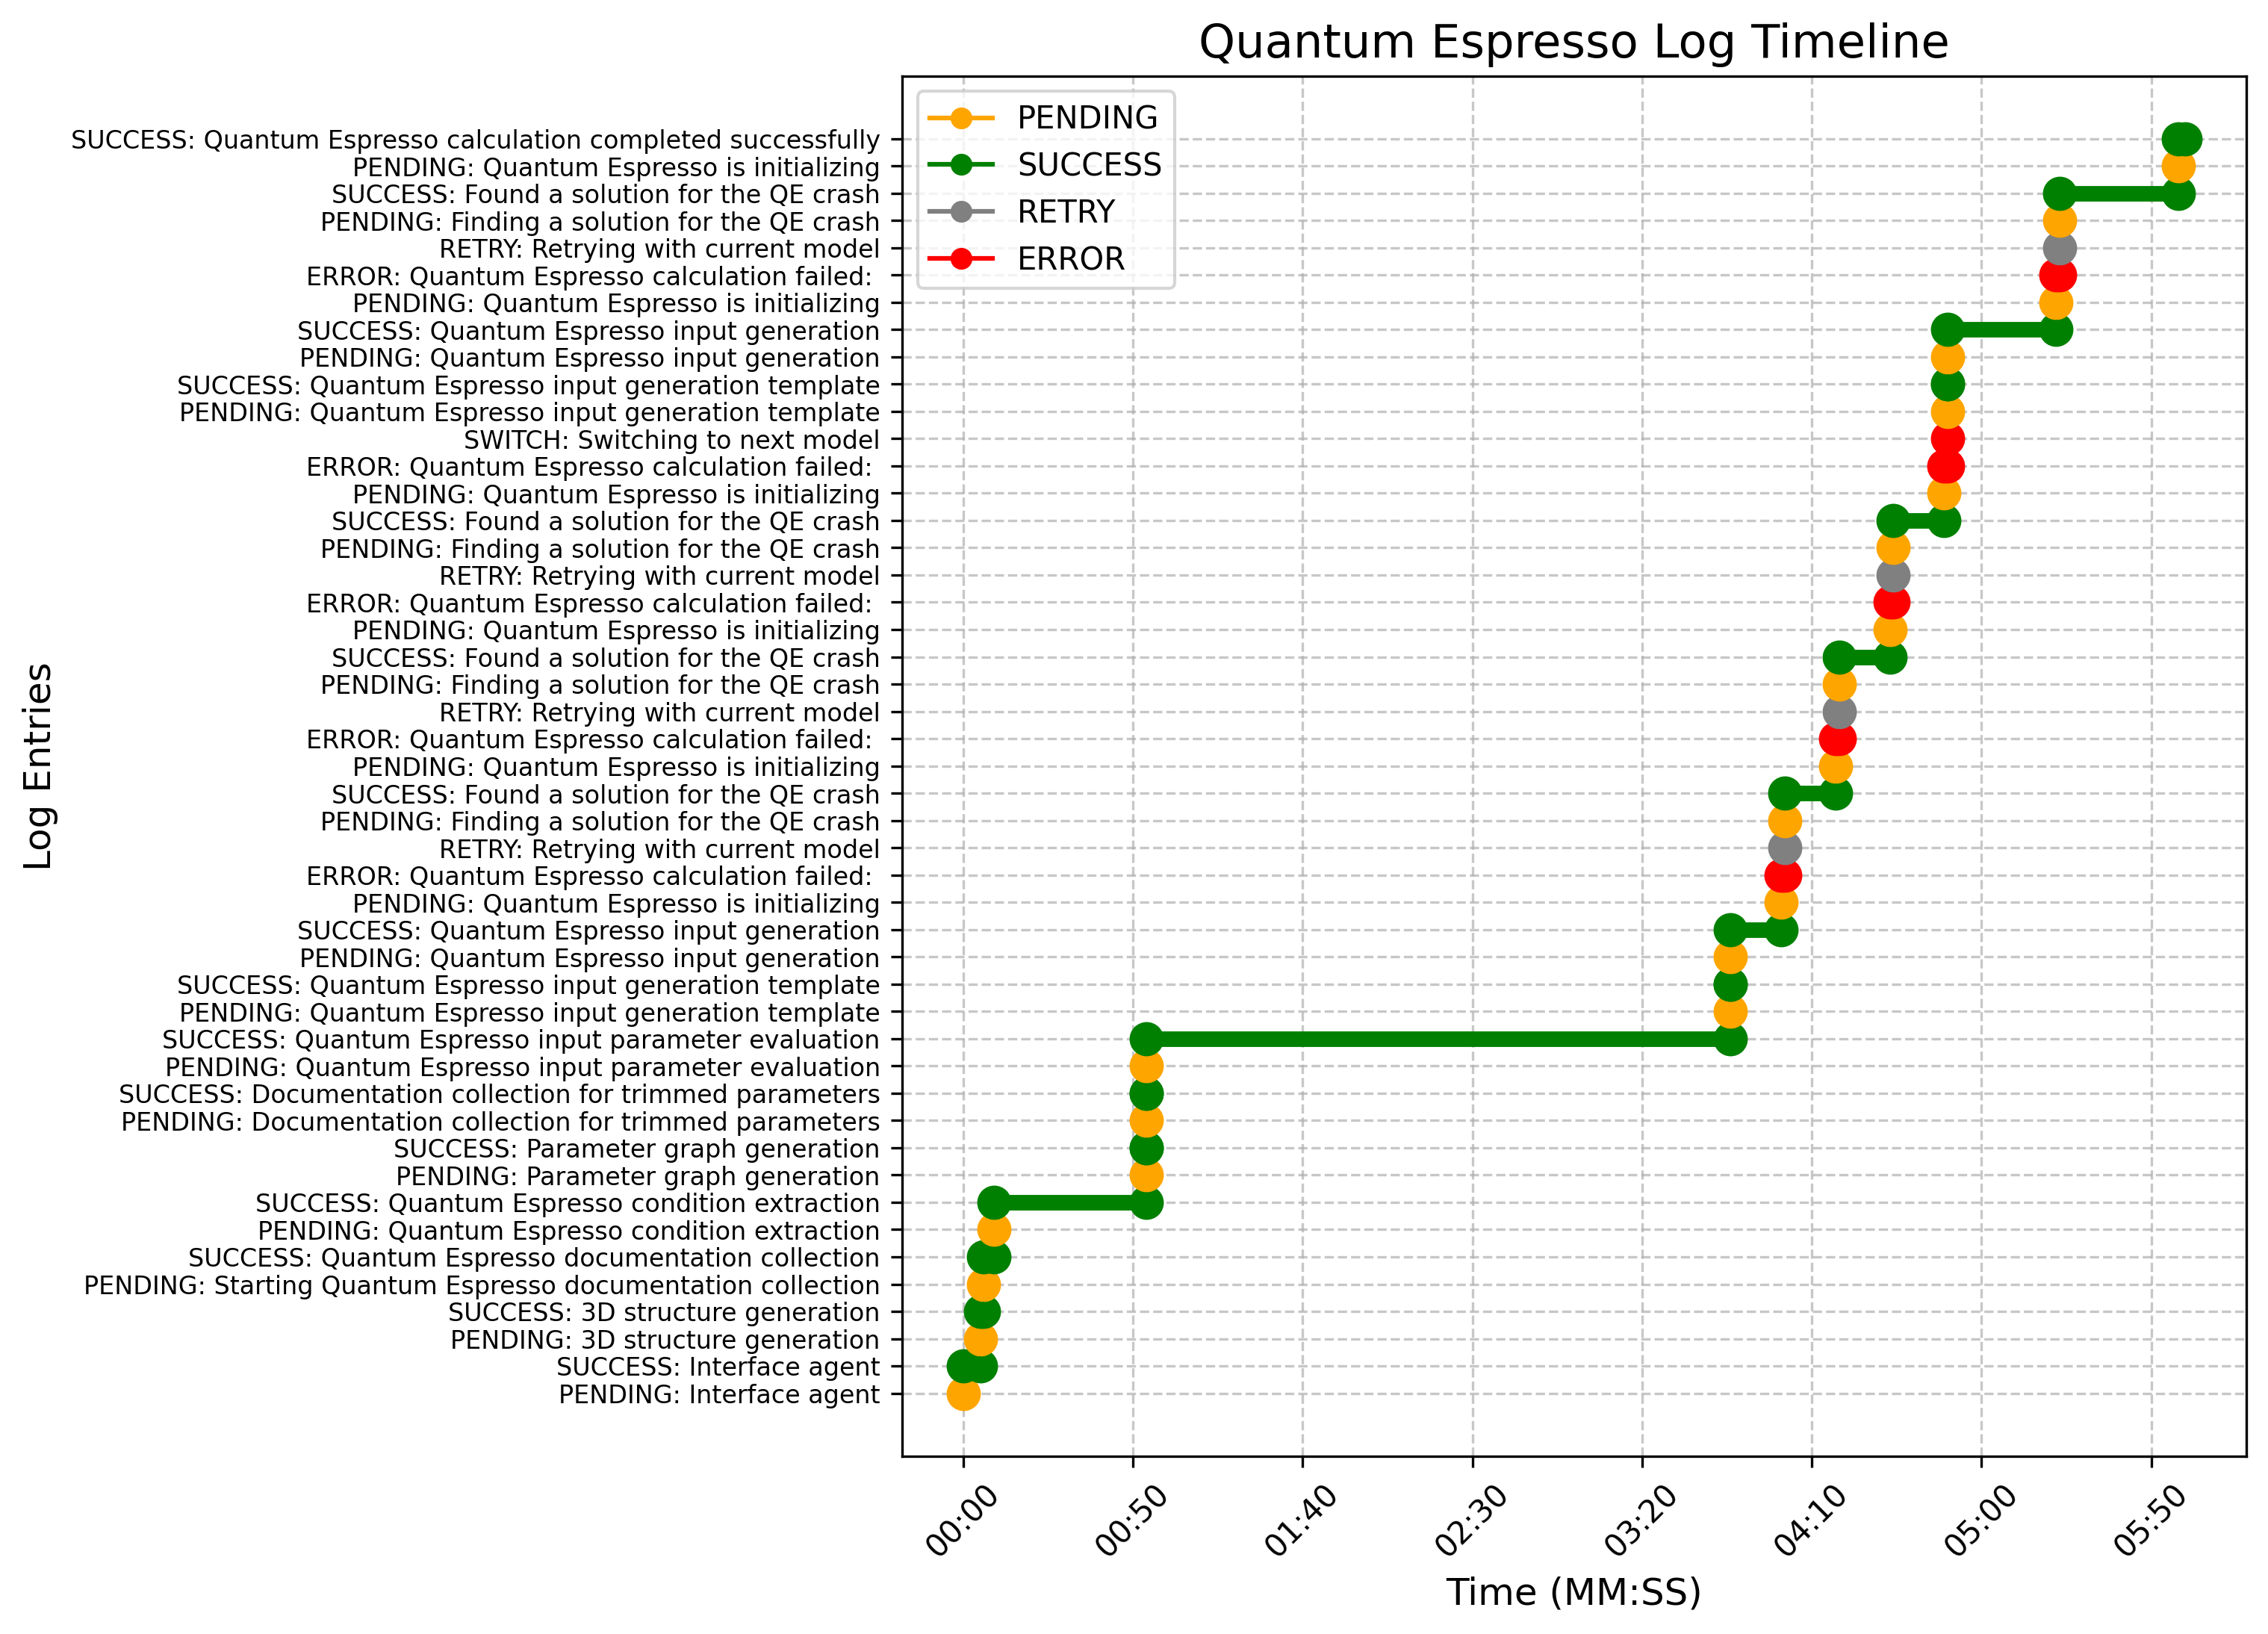 Quantum Espresso Log Timeline
PENDING
SUCCESS
RETRY
ERROR
Log Entries
SUCCESS: Quantum Espresso calculation completed successfully
PENDING: Quantum Espresso is initializing
SUCCESS: Found a solution for the QE crash
PENDING: Finding a solution for the QE crash
RETRY: Retrying with current model
ERROR: Quantum Espresso calculation failed:
PENDING: Quantum Espresso is initializing
SUCCESS: Quantum Espresso input generation
PENDING: Quantum Espresso input generation
SUCCESS: Quantum Espresso input generation template
PENDING: Quantum Espresso input generation template
SWITCH: Switching to next model
ERROR: Quantum Espresso calculation failed:
PENDING: Quantum Espresso is initializing
SUCCESS: Found a solution for the QE crash
PENDING: Finding a solution for the QE crash
RETRY: Retrying with current model
ERROR: Quantum Espresso calculation failed:
PENDING: Quantum Espresso is initializing
SUCCESS: Found a solution for the QE crash
PENDING: Finding a solution for the QE crash
RETRY: Retrying with current model
ERROR: Quantum Espresso calculation failed:
PENDING: Quantum Espresso is initializing
SUCCESS: Found a solution for the QE crash
PENDING: Finding a solution for the QE crash
RETRY: Retrying with current model
ERROR: Quantum Espresso calculation failed:
PENDING: Quantum Espresso is initializing
SUCCESS: Quantum Espresso input generation
PENDING: Quantum Espresso input generation
SUCCESS: Quantum Espresso input generation template
PENDING: Quantum Espresso input generation template
SUCCESS: Quantum Espresso input parameter evaluation
PENDING: Quantum Espresso input parameter evaluation
SUCCESS: Documentation collection for trimmed parameters
PENDING: Documentation collection for trimmed parameters
SUCCESS: Parameter graph generation
PENDING: Parameter graph generation
SUCCESS: Quantum Espresso condition extraction
PENDING: Quantum Espresso condition extraction
SUCCESS: Quantum Espresso documentation collection
PENDING: Starting Quantum Espresso documentation collection
SUCCESS: 3D structure generation
PENDING: 3D structure generation
SUCCESS: Interface agent
PENDING: Interface agent
00:00
00:50
01:40
02:30
03:20
04:10
05:00
05:50
Time (MM:SS)